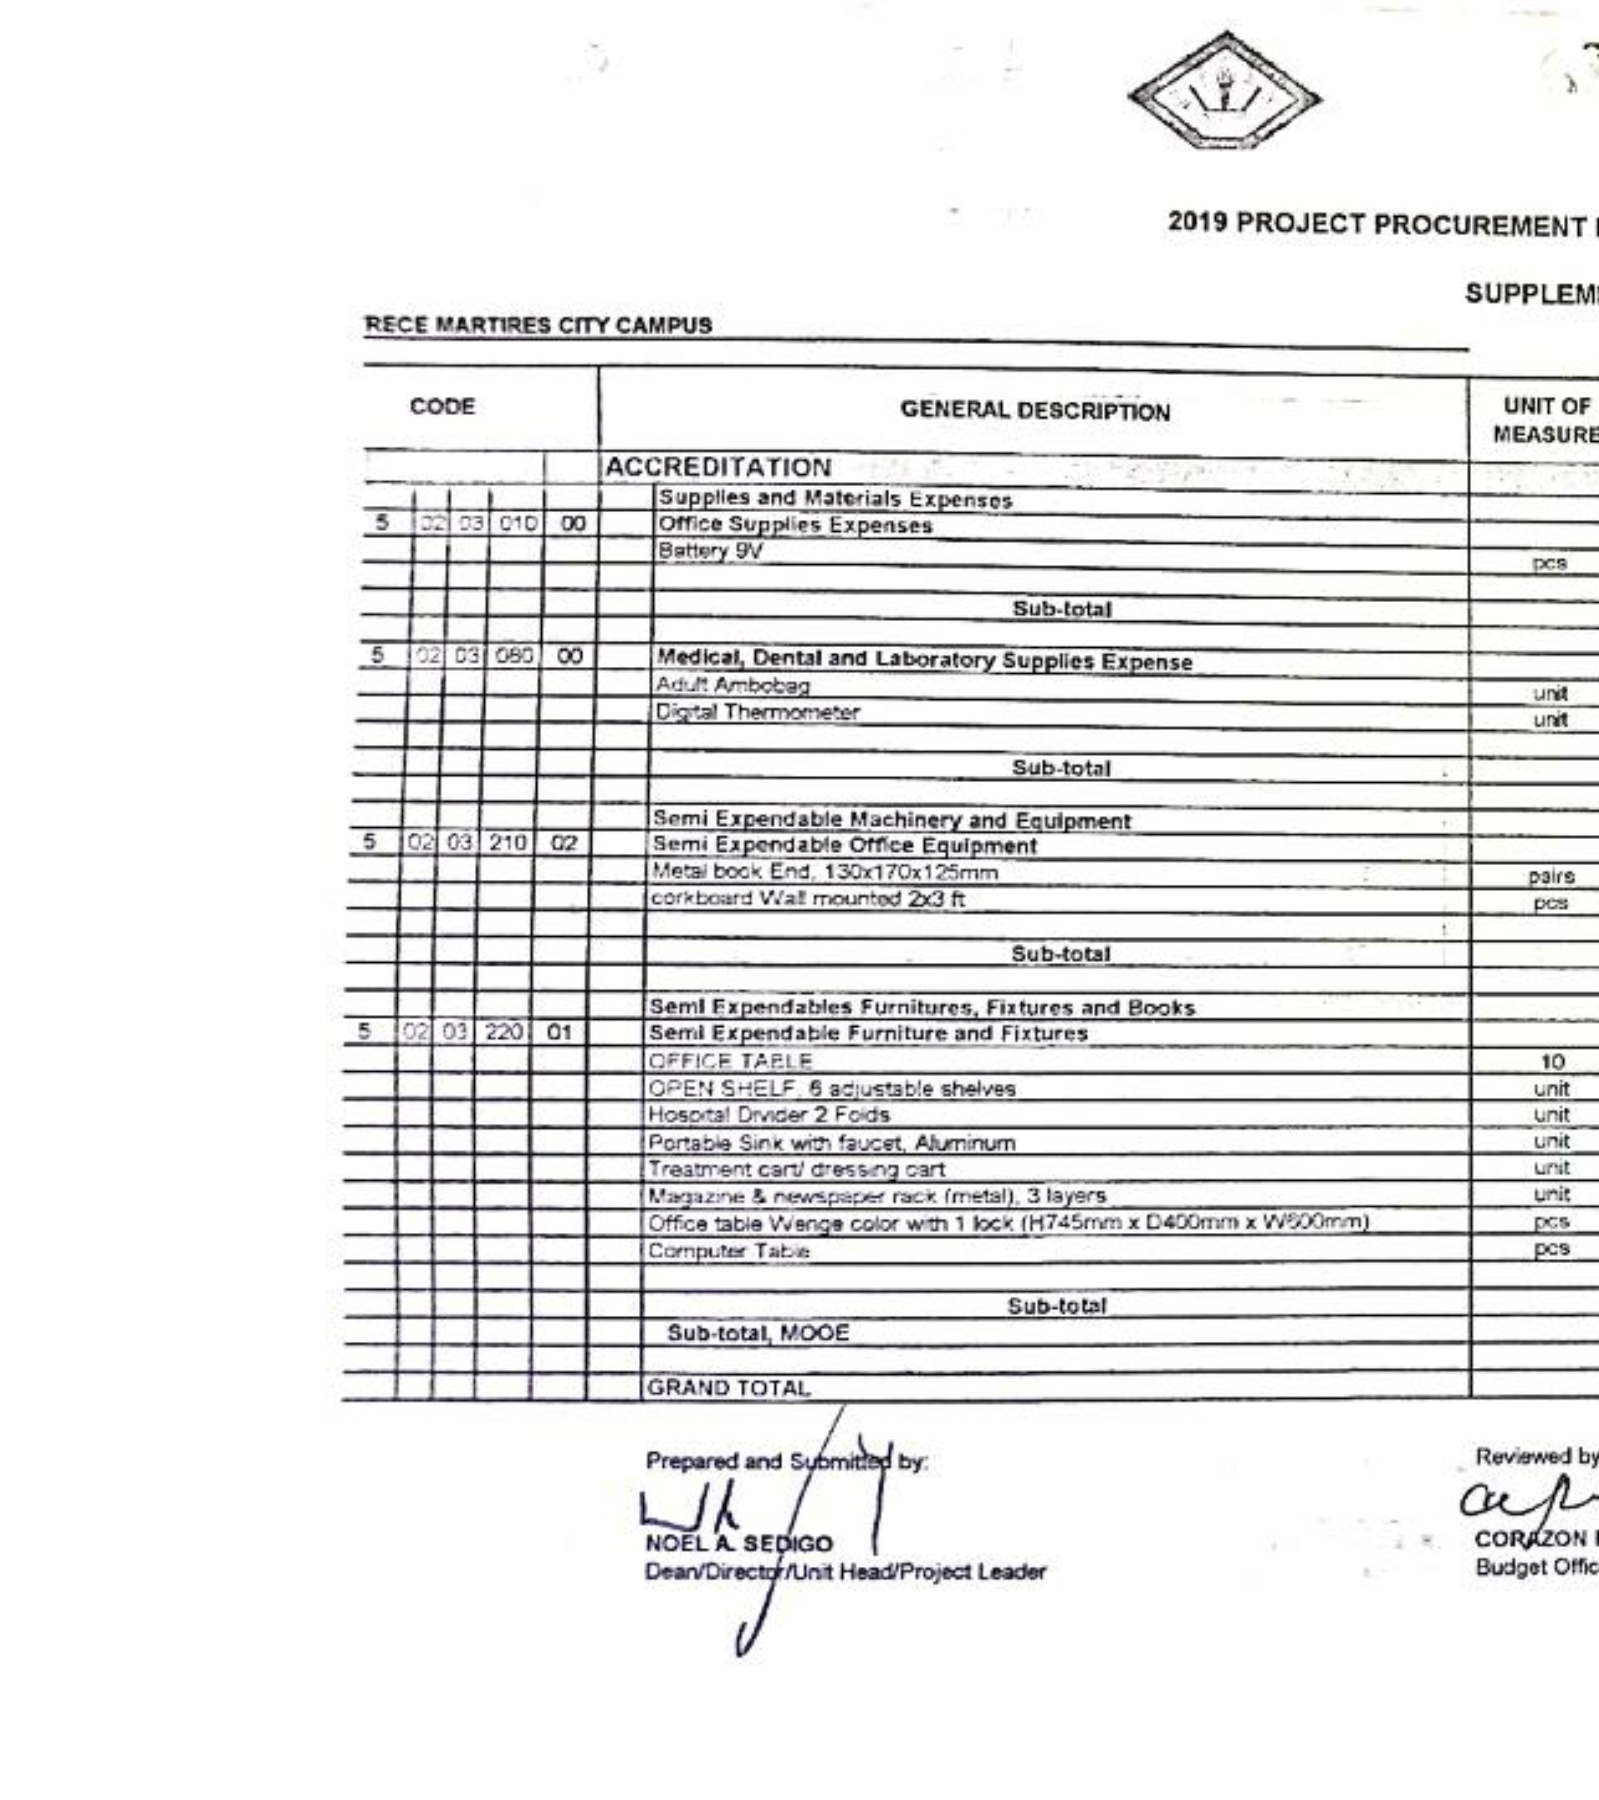 2019 PROJECT PROCUREMENT
SUPPLEM
RECE MARTIRES CITY CAMPUS
CODE GENERAL DESCRIPTION UNIT OF MEASURE
ACCREDITATION
Supplies and Materials Expenses
5 02 03 010 00 Office Supplies Expenses
Battery 9V pcs
Sub-total
5 02 03 080 00 Medical, Dental and Laboratory Supplies Expense
Adult Ambobag unit
Digital Thermometer unit
Sub-total
Semi Expendable Machinery and Equipment
5 02 03 210 02 Semi Expendable Office Equipment
Metal book End, 130x170x125mm pairs
corkboard Wall mounted 2x3 ft pcs
Sub-total
Semi Expendables Furnitures, Fixtures and Books
5 02 03 220 01 Semi Expendable Furniture and Fixtures
OFFICE TABLE 10
OPEN SHELF, 6 adjustable shelves unit
Hospital Divider 2 Folds unit
Portable Sink with faucet, Aluminum unit
Treatment cart/ dressing cart unit
Magazine & newspaper rack (metal), 3 layers unit
Office table Wenge color with 1 lock (H745mm x D400mm x W600mm) pcs
Computer Table pcs
Sub-total
Sub-total, MOOE
GRAND TOTAL
Prepared and Submitted by: Reviewed by
NOEL A. SEDIGO CORAZON
Dean/Director/Unit Head/Project Leader Budget Offic